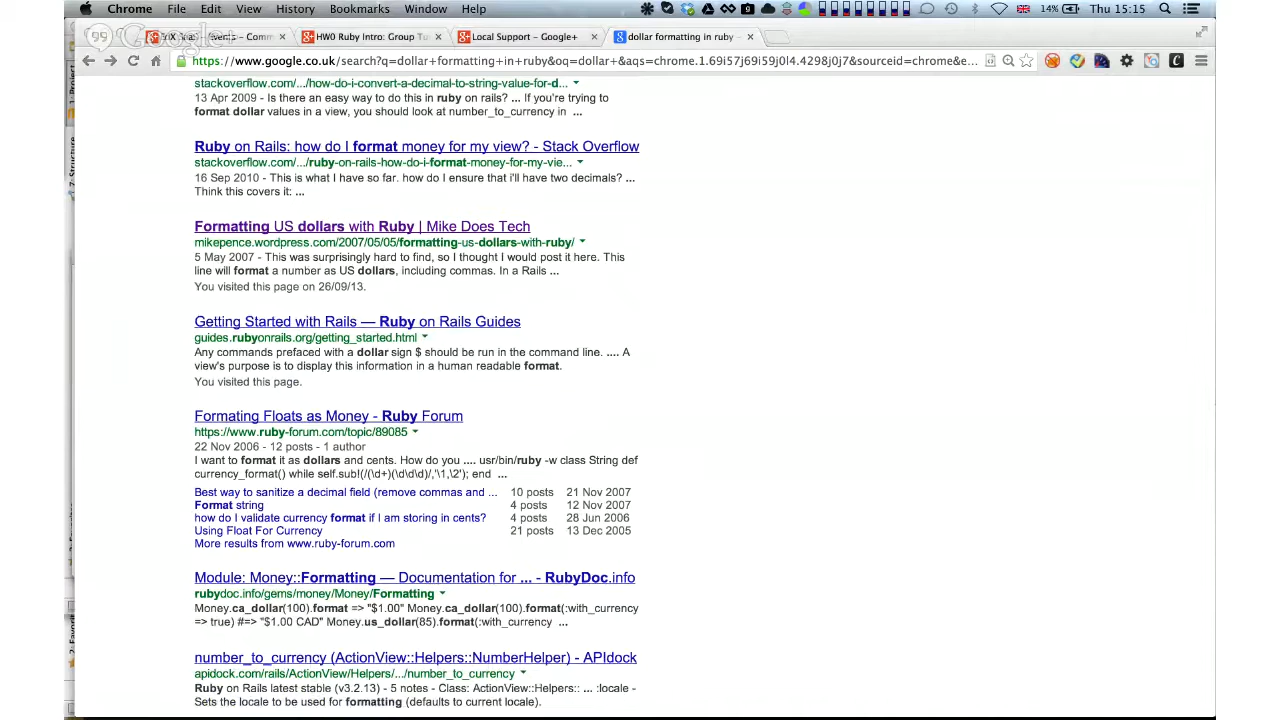 Chrome File Edit View History Bookmarks Window Help 14% Thu 15:15
HW0 Ruby Intro: Group Tu Local Support - Google+ dollar formatting in ruby -
https://www.google.co.uk/search?q=dollar+formatting+in+ruby&oq=dollar+&aqs=chrome.1.69i57j69i59j0l4.4298j0j7&sourceid=chrome&e...
stackoverflow.com/.../how-do-i-convert-a-decimal-to-string-value-for-d...
13 Apr 2009 - Is there an easy way to do this in ruby on rails? ... If you're trying to
format dollar values in a view, you should look at number_to_currency in ...
Ruby on Rails: how do I format money for my view? - Stack Overflow
stackoverflow.com/.../ruby-on-rails-how-do-i-format-money-for-my-vie...
16 Sep 2010 - This is what I have so far. how do I ensure that i'll have two decimals? ...
Think this covers it: ...
Formatting US dollars with Ruby | Mike Does Tech
mikepence.wordpress.com/2007/05/05/formatting-us-dollars-with-ruby/
5 May 2007 - This was surprisingly hard to find, so I thought I would post it here. This
line will format a number as US dollars, including commas. In a Rails ...
You visited this page on 26/09/13.
Getting Started with Rails — Ruby on Rails Guides
guides.rubyonrails.org/getting_started.html
Any commands prefaced with a dollar sign $ should be run in the command line. .... A
view's purpose is to display this information in a human readable format.
You visited this page.
Formating Floats as Money - Ruby Forum
https://www.ruby-forum.com/topic/89085
22 Nov 2006 - 12 posts - 1 author
I want to format it as dollars and cents. How do you .... usr/bin/ruby -w class String def
currency_format() while self.sub!(/(\d+)(\d\d\d)/,'\1,\2'); end ...
Best way to sanitize a decimal field (remove commas and ... 10 posts 21 Nov 2007
Format string 4 posts 12 Nov 2007
how do I validate currency format if I am storing in cents? 4 posts 28 Jun 2006
Using Float For Currency 21 posts 13 Dec 2005
More results from www.ruby-forum.com
Module: Money::Formatting — Documentation for ... - RubyDoc.info
rubydoc.info/gems/money/Money/Formatting
Money.ca_dollar(100).format => "$1.00" Money.ca_dollar(100).format(:with_currency
=> true) #=> "$1.00 CAD" Money.us_dollar(85).format(:with_currency ...
number_to_currency (ActionView::Helpers::NumberHelper) - APIdock
apidock.com/rails/ActionView/Helpers/.../number_to_currency
Ruby on Rails latest stable (v3.2.13) - 5 notes - Class: ActionView::Helpers:: ... :locale -
Sets the locale to be used for formatting (defaults to current locale).